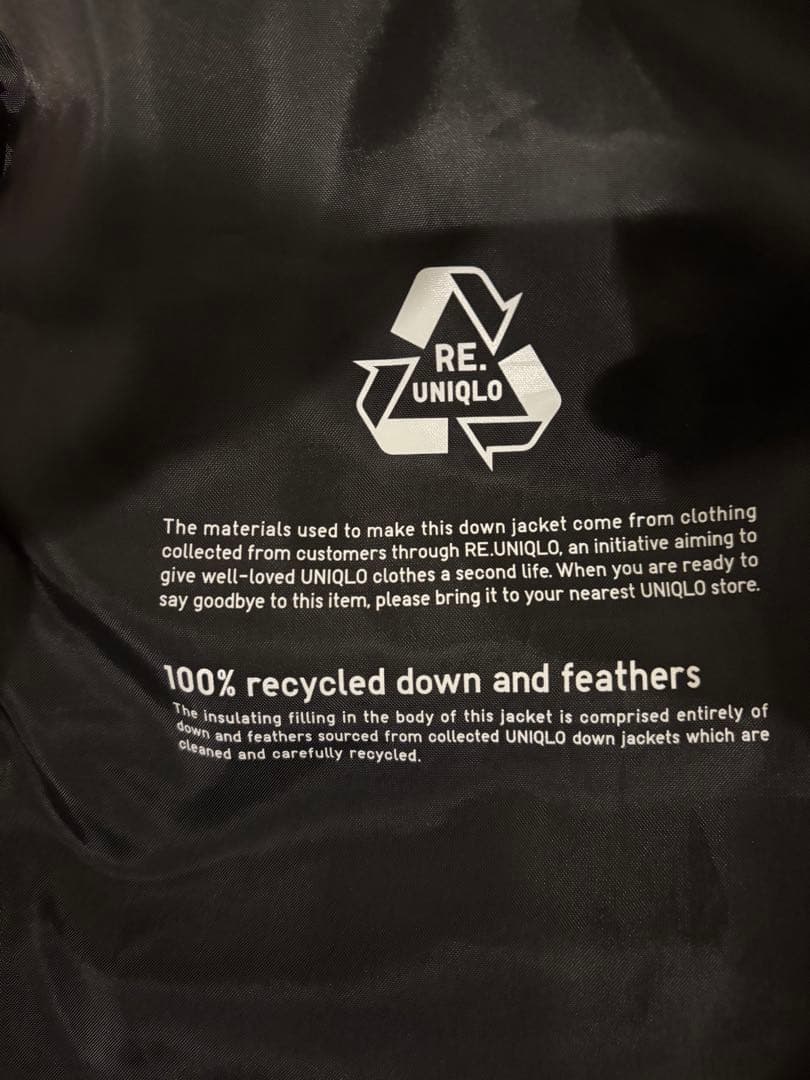 RE.
UNIQLO
The materials used to make this down jacket come from clothing
collected from customers through RE.UNIQLO, an initiative aiming to
give well-loved UNIQLO clothes a second life. When you are ready to
say goodbye to this item, please bring it to your nearest UNIQLO store.
100% recycled down and feathers
The insulating filling in the body of this jacket is comprised entirely of
down and feathers sourced from collected UNIQLO down jackets which are
cleaned and carefully recycled.